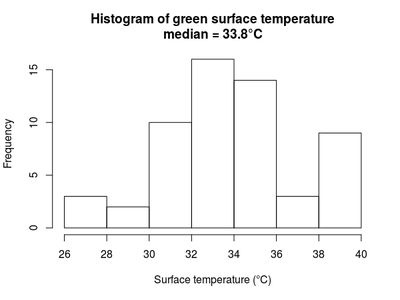 Histogram of green surface temperature
median = 33.8°C
Frequency
15
10
5
0
26 28 30 32 34 36 38 40
Surface temperature (°C)